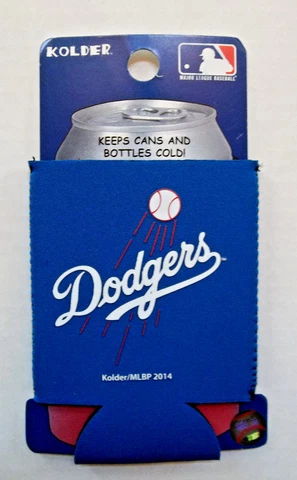 KOLDER
MAJOR LEAGUE BASEBALL
KEEPS CANS AND
BOTTLES COLD!
Dodgers
Kolder/MLBP 2014